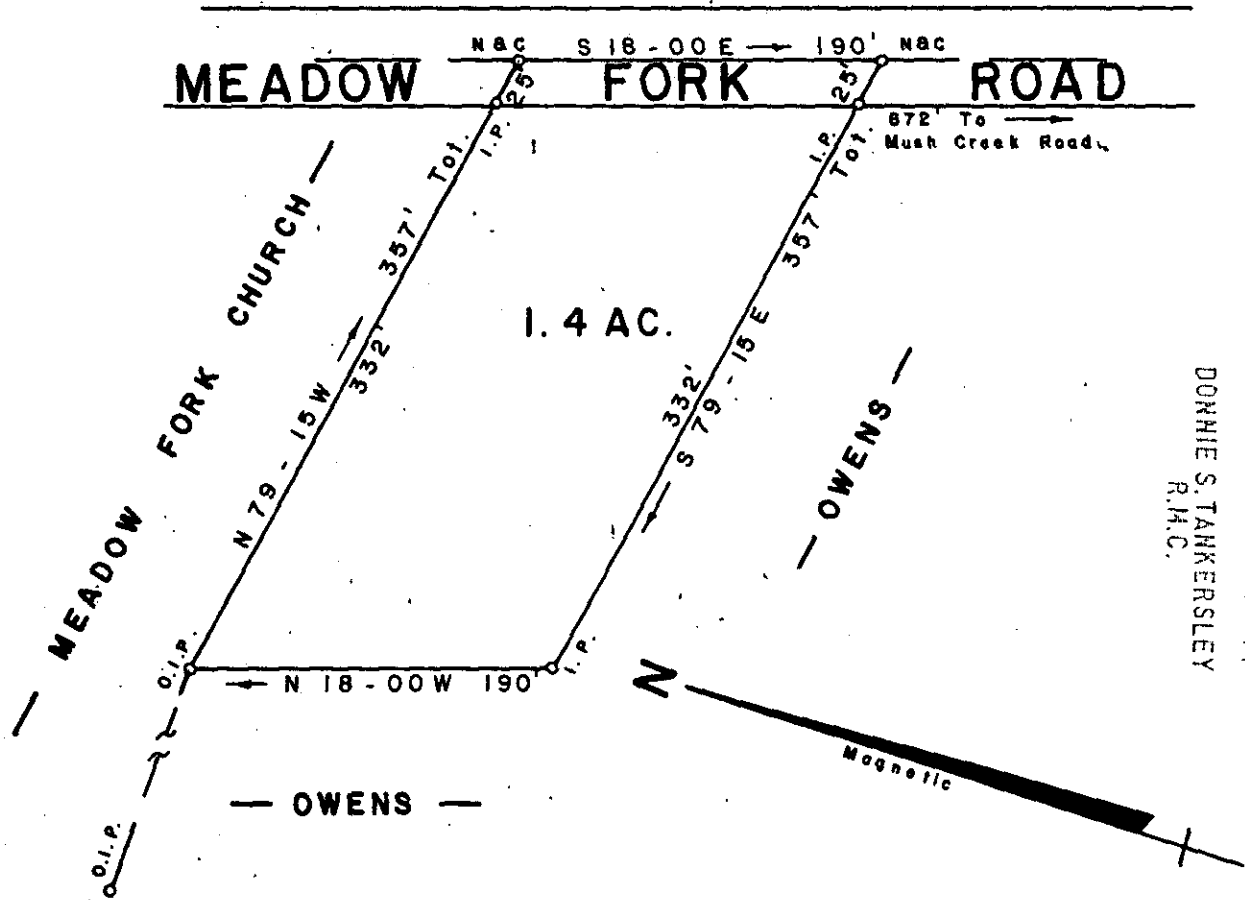 N&C S 18-00 E 190' N&C
MEADOW FORK ROAD
25'
25'
I.P.
I.P.
872' To
Mush Creek Road
MEADOW FORK CHURCH
N 79-15 W
332'
357' Tot.
1.4 AC.
357' Tot.
332'
S 79-15 E
OWENS
DONNIE S. TANKERSLEY
R.M.C.
O.I.P.
N 18-00 W 190'
I.P.
N
Magnetic
OWENS
O.I.P.